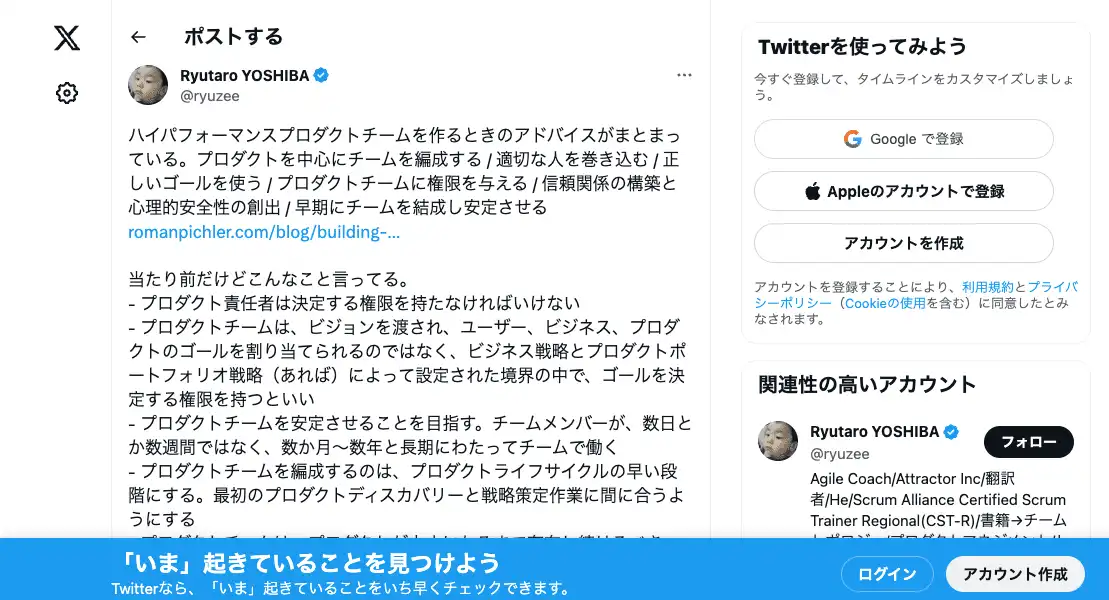 ポストする
Ryutaro YOSHIBA
@ryuzee
ハイパフォーマンスプロダクトチームを作るときのアドバイスがまとまっ
ている。プロダクトを中心にチームを編成する / 適切な人を巻き込む / 正
しいゴールを使う / プロダクトチームに権限を与える / 信頼関係の構築と
心理的安全性の創出 / 早期にチームを結成し安定させる
romanpichler.com/blog/building-...
当たり前だけどこんなこと言ってる。
- プロダクト責任者は決定する権限を持たなければいけない
- プロダクトチームは、ビジョンを渡され、ユーザー、ビジネス、プロダ
クトのゴールを割り当てられるのではなく、ビジネス戦略とプロダクトポ
ートフォリオ戦略（あれば）によって設定された境界の中で、ゴールを決
定する権限を持つといい
- プロダクトチームを安定させることを目指す。チームメンバーが、数日と
か数週間ではなく、数か月〜数年と長期にわたってチームで働く
- プロダクトチームを編成するのは、プロダクトライフサイクルの早い段
階にする。最初のプロダクトディスカバリーと戦略策定作業に間に合うよ
うにする
Twitterを使ってみよう
今すぐ登録して、タイムラインをカスタマイズしましょ
う。
Google で登録
Appleのアカウントで登録
アカウントを作成
アカウントを登録することにより、利用規約とプライバ
シーポリシー（Cookieの使用を含む）に同意したとみ
なされます。
関連性の高いアカウント
Ryutaro YOSHIBA
@ryuzee
フォロー
Agile Coach/Attractor Inc/翻訳
者/He/Scrum Alliance Certified Scrum
Trainer Regional(CST-R)/書籍→チーム
「いま」起きていることを見つけよう
Twitterなら、「いま」起きていることをいち早くチェックできます。
ログイン
アカウント作成